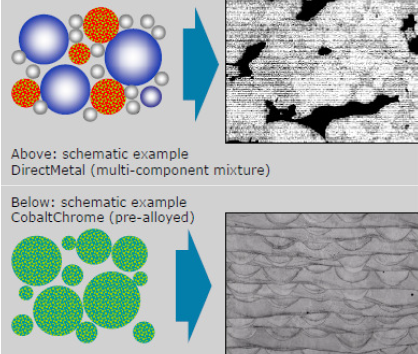 Above: schematic example
DirectMetal (multi-component mixture)
Below: schematic example
CobaltChrome (pre-alloyed)